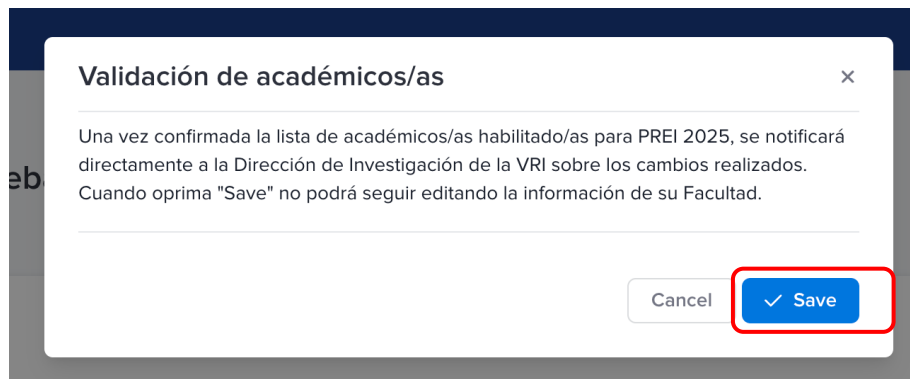 Validación de académicos/as
Una vez confirmada la lista de académicos/as habilitado/as para PREI 2025, se notificará
directamente a la Dirección de Investigación de la VRI sobre los cambios realizados.
Cuando oprima "Save" no podrá seguir editando la información de su Facultad.
eb
Cancel
Save